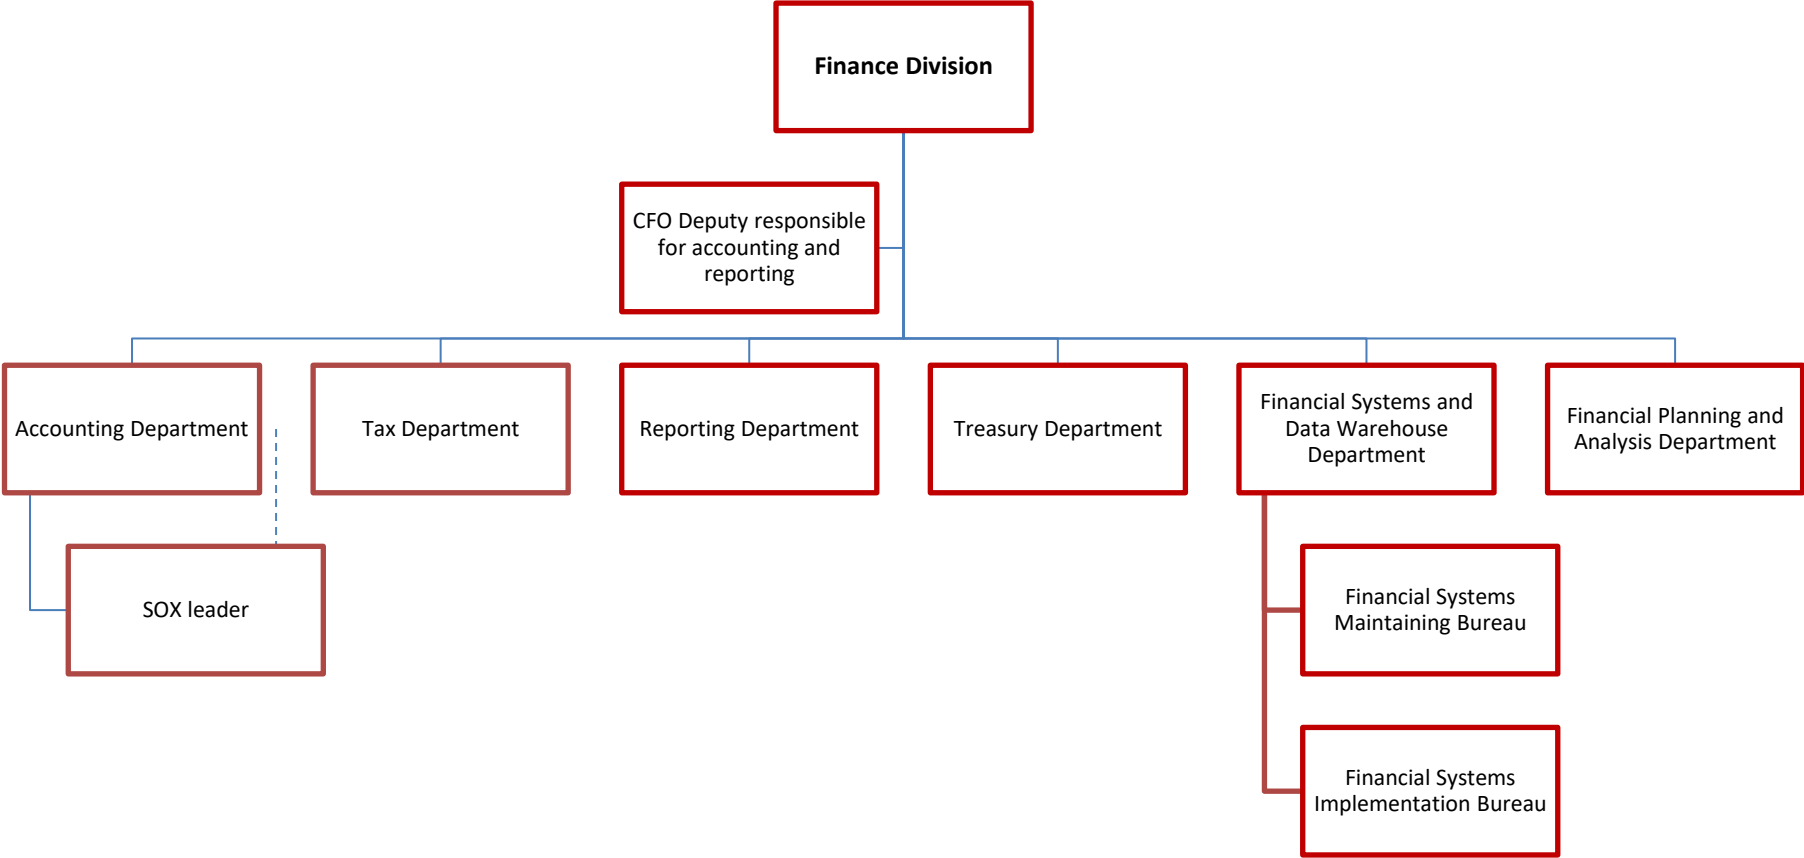 Finance Division
CFO Deputy responsible
for accounting and
reporting
Accounting Department
Tax Department
Reporting Department
Treasury Department
Financial Systems and
Data Warehouse
Department
Financial Planning and
Analysis Department
SOX leader
Financial Systems
Maintaining Bureau
Financial Systems
Implementation Bureau